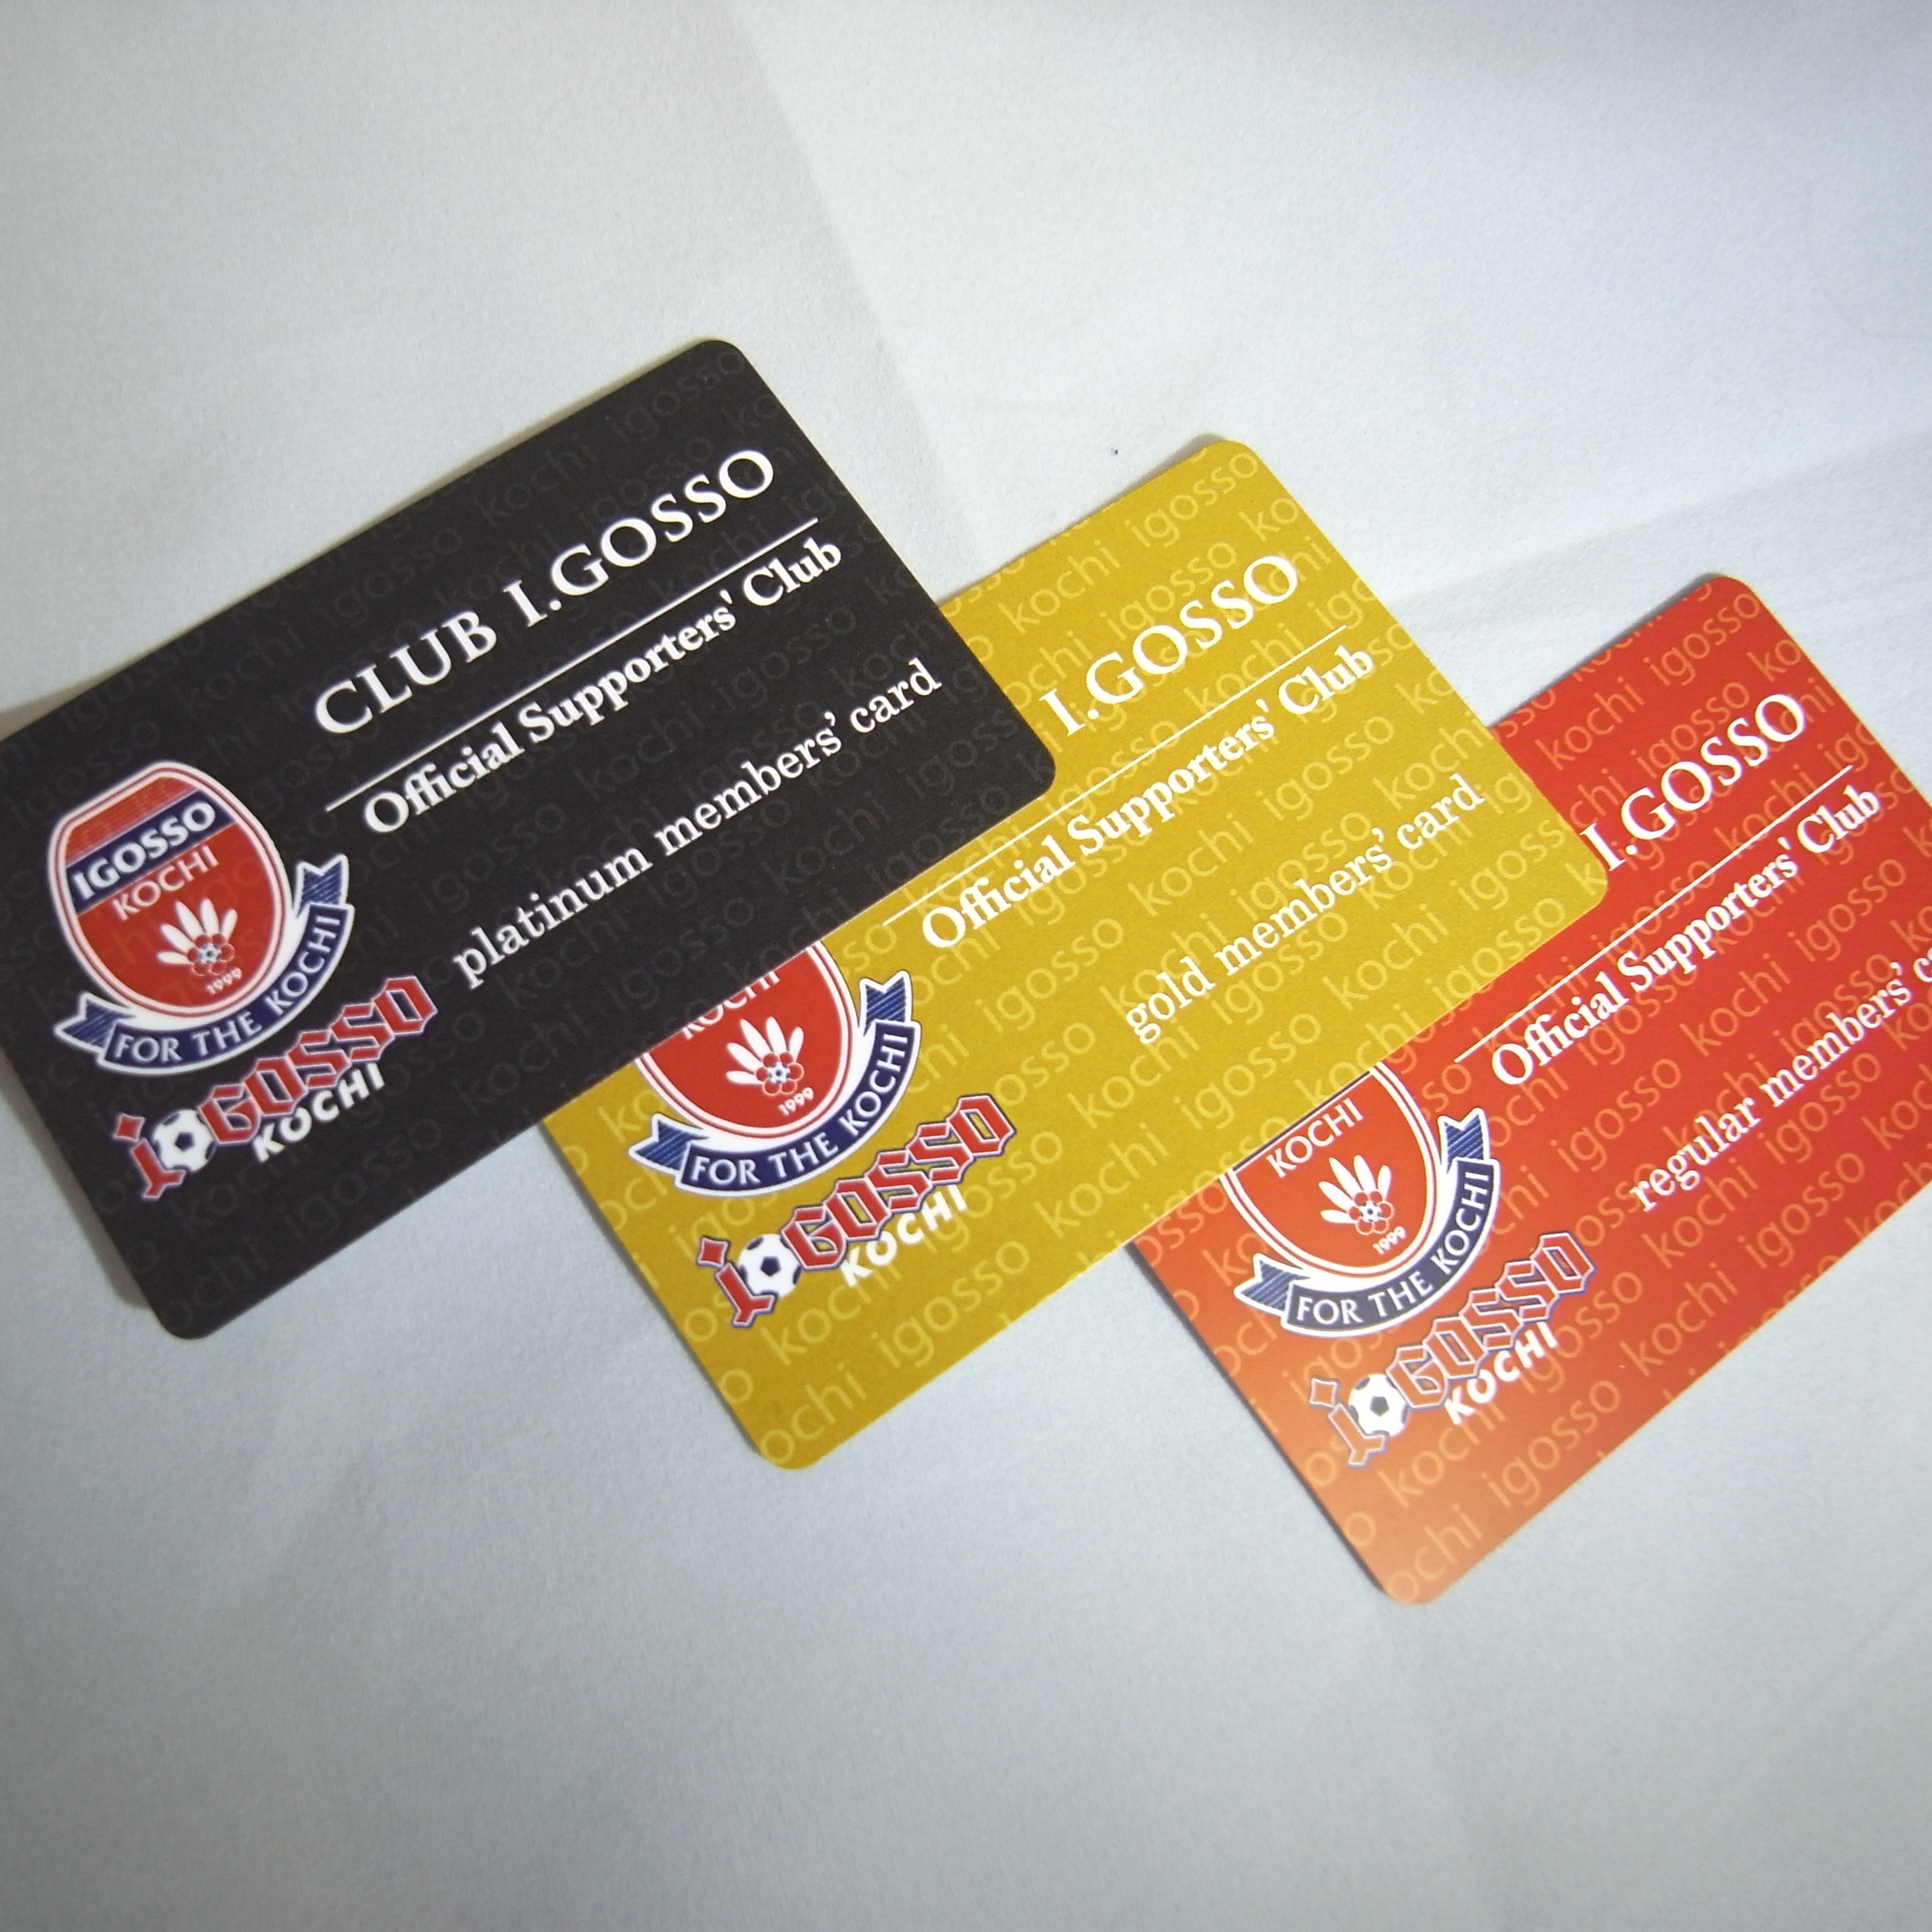 CLUB I.GOSSO
Official Supporters' Club
platinum members' card
IGOSSO
KOCHI
1999
FOR THE KOCHI
iGOSSO
KOCHI
I.GOSSO
Official Supporters' Club
gold members' card
KOCHI
1999
FOR THE KOCHI
iGOSSO
KOCHI
I.GOSSO
Official Supporters' Club
regular members'
KOCHI
1999
FOR THE KOCHI
iGOSSO
KOCHI
kochi igosso